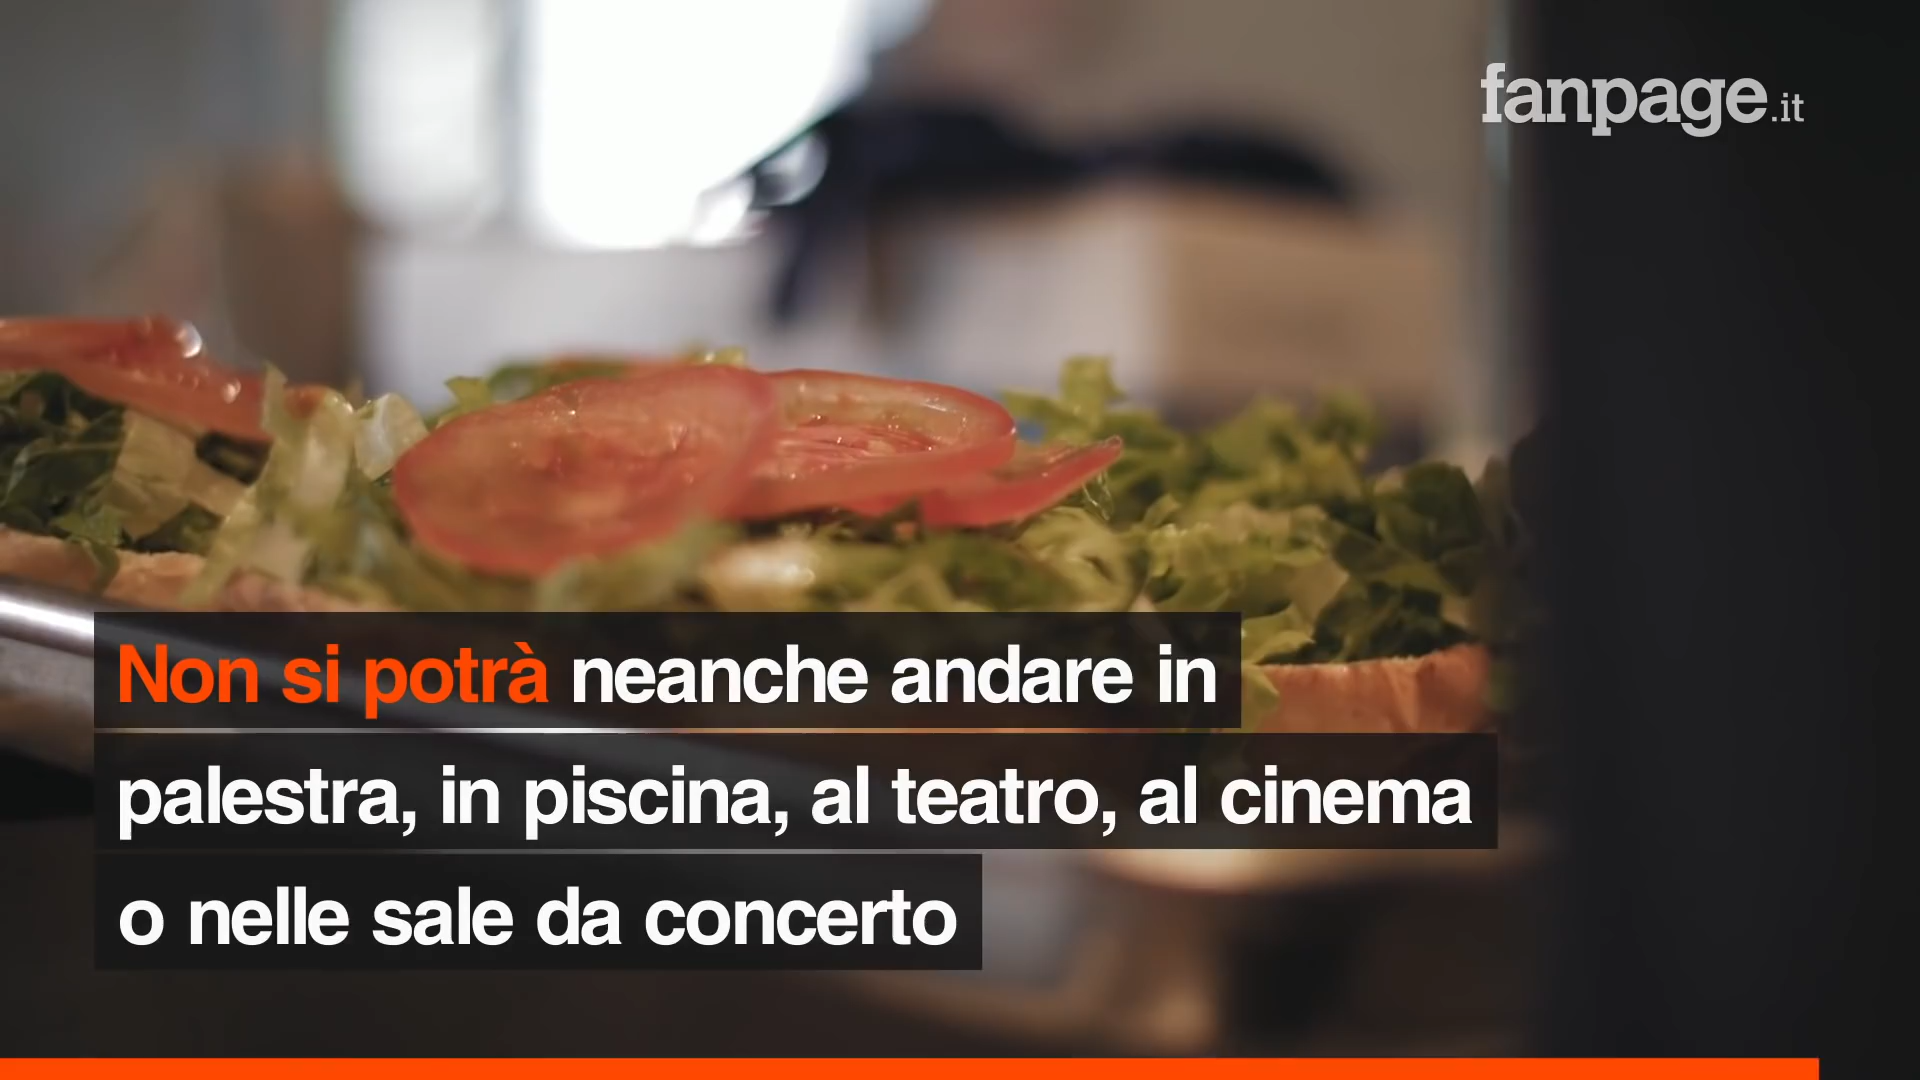 fanpage.it
Non si potrà neanche andare in
palestra, in piscina, al teatro, al cinema
o nelle sale da concerto